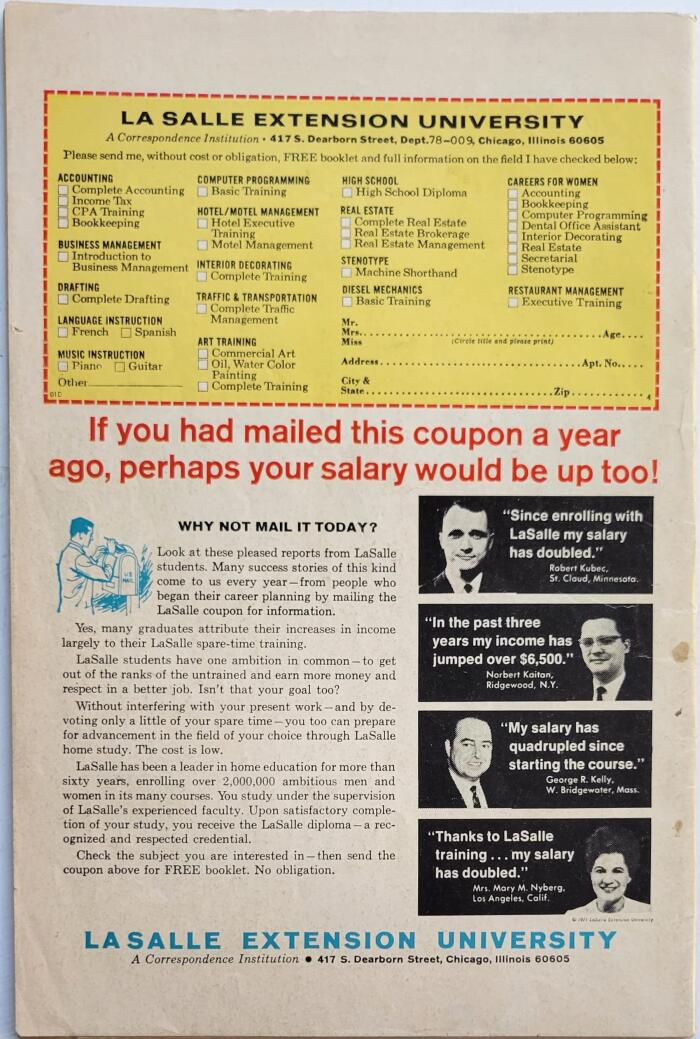 LA SALLE EXTENSION UNIVERSITY
A Correspondence Institution • 417 S. Dearborn Street, Dept.78-009, Chicago, Illinois 60605
Please send me, without cost or obligation, FREE booklet and full information on the field I have checked below:
ACCOUNTING
Complete Accounting
Income Tax
CPA Training
Bookkeeping
BUSINESS MANAGEMENT
Introduction to
Business Management
DRAFTING
Complete Drafting
LANGUAGE INSTRUCTION
French Spanish
MUSIC INSTRUCTION
Piano Guitar
Other
01D
COMPUTER PROGRAMMING
Basic Training
HOTEL/MOTEL MANAGEMENT
Hotel Executive
Training
Motel Management
INTERIOR DECORATING
Complete Training
TRAFFIC & TRANSPORTATION
Complete Traffic
Management
ART TRAINING
Commercial Art
Oil, Water Color
Painting
Complete Training
HIGH SCHOOL
High School Diploma
REAL ESTATE
Complete Real Estate
Real Estate Brokerage
Real Estate Management
STENOTYPE
Machine Shorthand
DIESEL MECHANICS
Basic Training
CAREERS FOR WOMEN
Accounting
Bookkeeping
Computer Programming
Dental Office Assistant
Interior Decorating
Real Estate
Secretarial
Stenotype
RESTAURANT MANAGEMENT
Executive Training
Mr.
Mrs. Age
Miss (Circle title and please print)
Address Apt. No.
City &
State Zip
4
If you had mailed this coupon a year
ago, perhaps your salary would be up too!
WHY NOT MAIL IT TODAY?
U.S. MAIL
Look at these pleased reports from LaSalle
students. Many success stories of this kind
come to us every year—from people who
began their career planning by mailing the
LaSalle coupon for information.
Yes, many graduates attribute their increases in income
largely to their LaSalle spare-time training.
LaSalle students have one ambition in common—to get
out of the ranks of the untrained and earn more money and
respect in a better job. Isn't that your goal too?
Without interfering with your present work—and by de-
voting only a little of your spare time—you too can prepare
for advancement in the field of your choice through LaSalle
home study. The cost is low.
LaSalle has been a leader in home education for more than
sixty years, enrolling over 2,000,000 ambitious men and
women in its many courses. You study under the supervision
of LaSalle's experienced faculty. Upon satisfactory comple-
tion of your study, you receive the LaSalle diploma—a rec-
ognized and respected credential.
Check the subject you are interested in—then send the
coupon above for FREE booklet. No obligation.
"Since enrolling with
LaSalle my salary
has doubled."
Robert Kubec,
St. Cloud, Minnesota.
"In the past three
years my income has
jumped over $6,500."
Norbert Kaitan,
Ridgewood, N.Y.
"My salary has
quadrupled since
starting the course."
George R. Kelly,
W. Bridgewater, Mass.
"Thanks to LaSalle
training . . . my salary
has doubled."
Mrs. Mary M. Nyberg,
Los Angeles, Calif.
© 1971 LaSalle Extension University
LASALLE EXTENSION UNIVERSITY
A Correspondence Institution • 417 S. Dearborn Street, Chicago, Illinois 60605